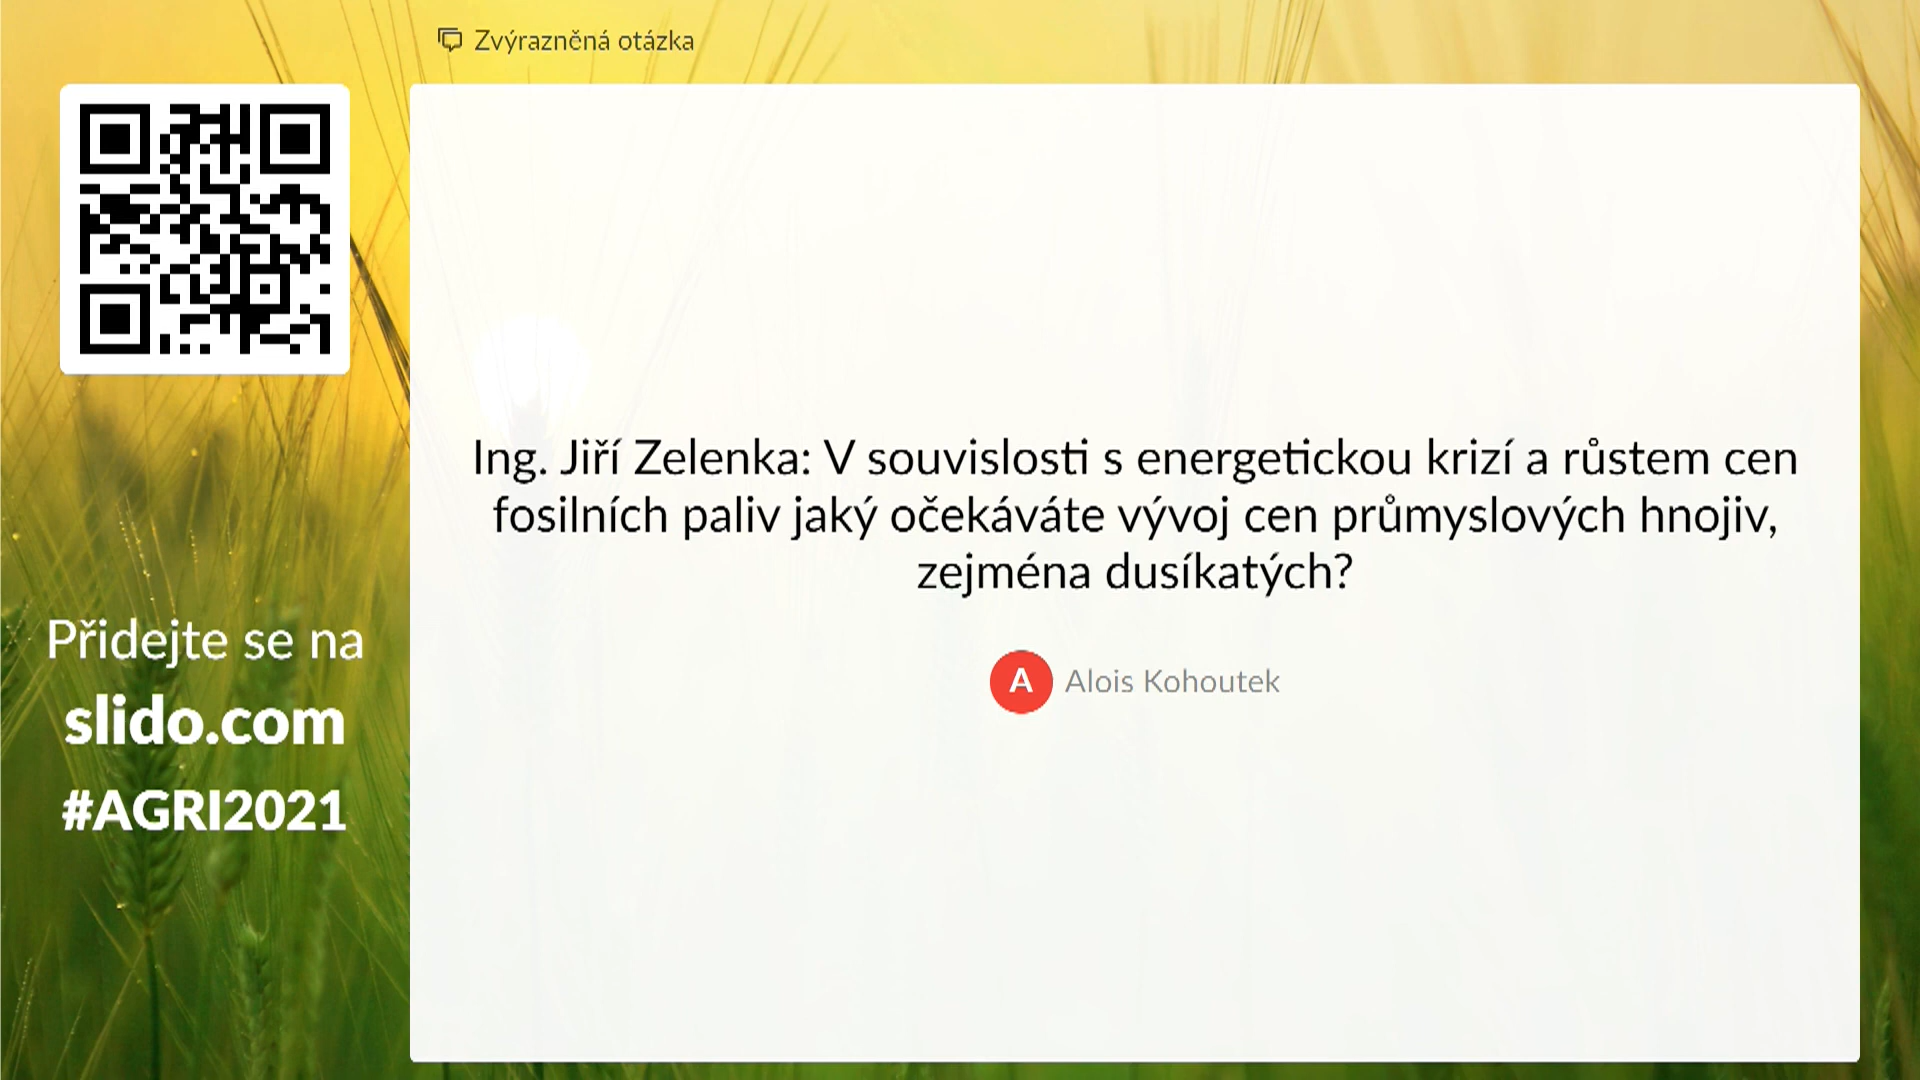 Zvýrazněná otázka
Ing. Jiří Zelenka: V souvislosti s energetickou krizí a růstem cen
fosilních paliv jaký očekáváte vývoj cen průmyslových hnojiv,
zejména dusíkatých?
A Alois Kohoutek
Přidejte se na
slido.com
#AGRI2021